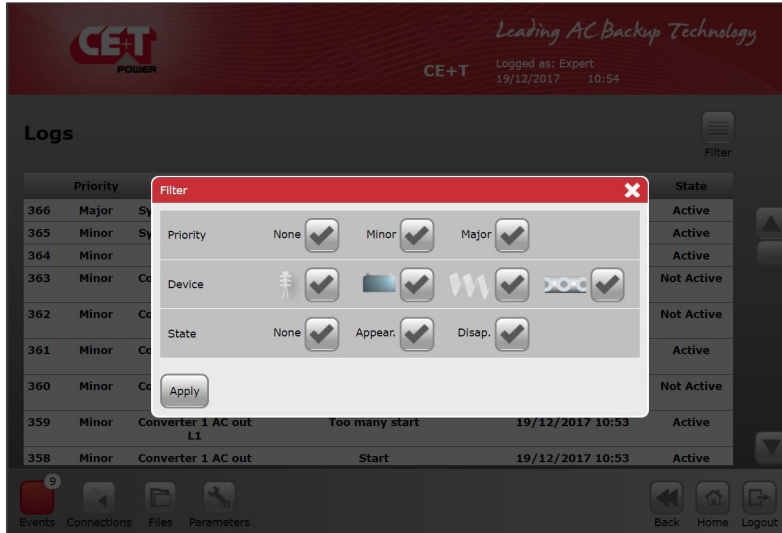 Leading AC Backup Technology
CE+T
POWER
CE+T
Logged as: Expert
19/12/2017 10:54
Logs
Filter
Priority
State
366 Major Sy Active
365 Minor Sy Active
364 Minor Active
363 Minor Co Not Active
362 Minor Co Not Active
361 Minor Co Active
360 Minor Co Not Active
Filter
Priority None Minor Major
Device
State None Appear. Disap.
Apply
359 Minor Converter 1 AC out Too many start 19/12/2017 10:53 Active
L1
358 Minor Converter 1 AC out Start 19/12/2017 10:53 Active
9
Events Connections Files Parameters Back Home Logout